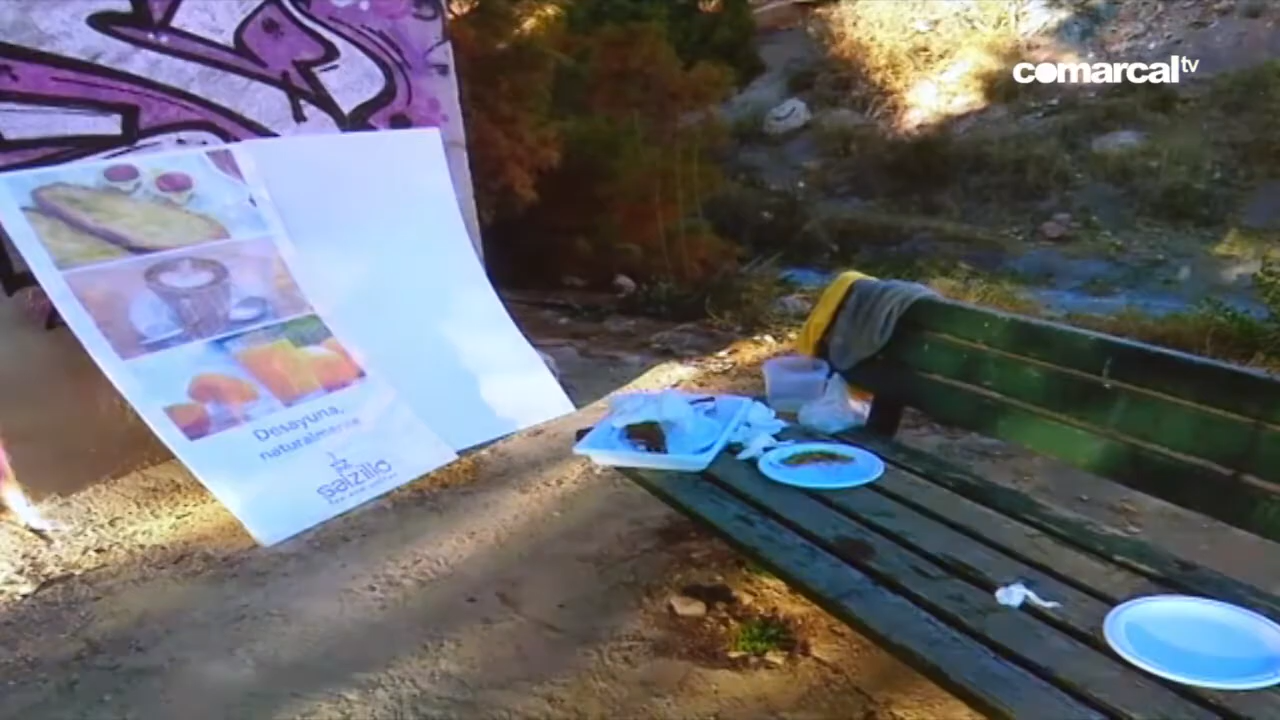 comarcal tv
Desayuna,
naturalmente
salzillo